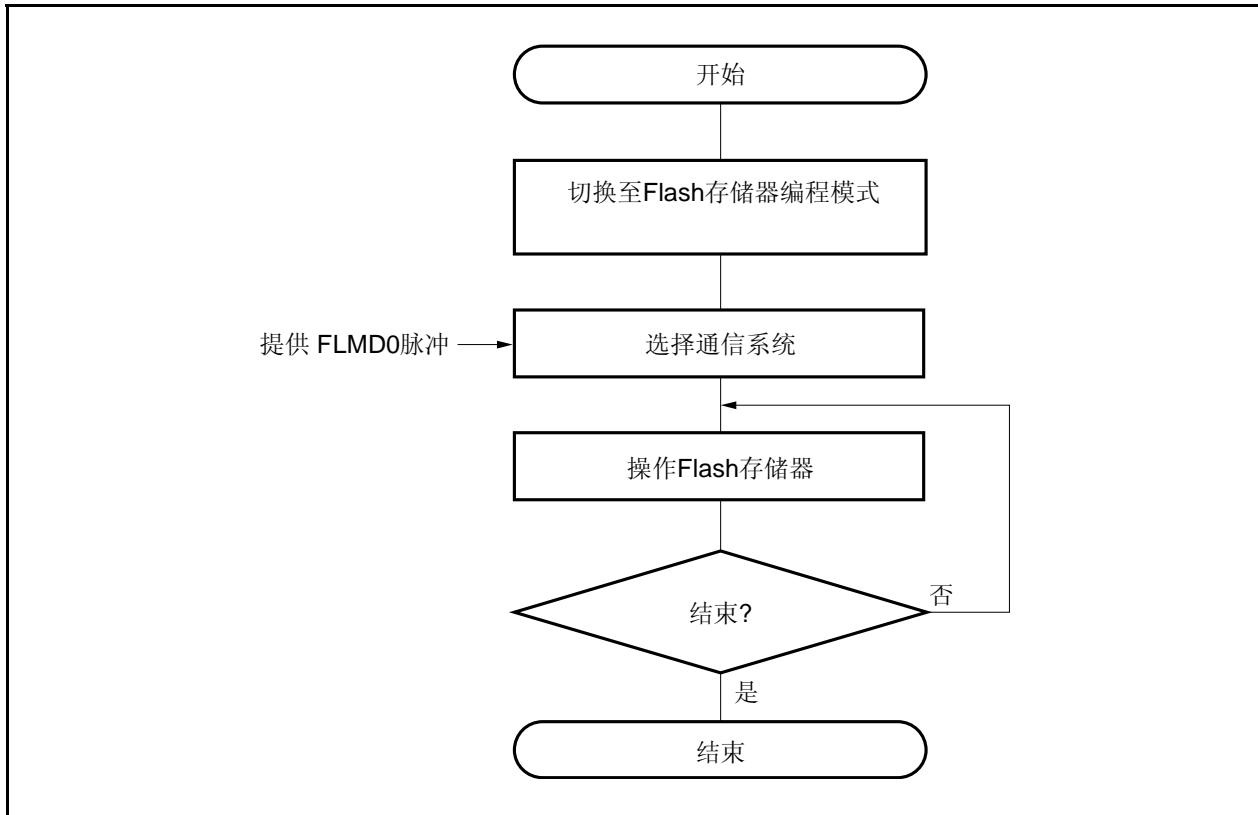 开始
切换至Flash存储器编程模式
提供 FLMD0脉冲
选择通信系统
操作Flash存储器
结束?
否
是
结束